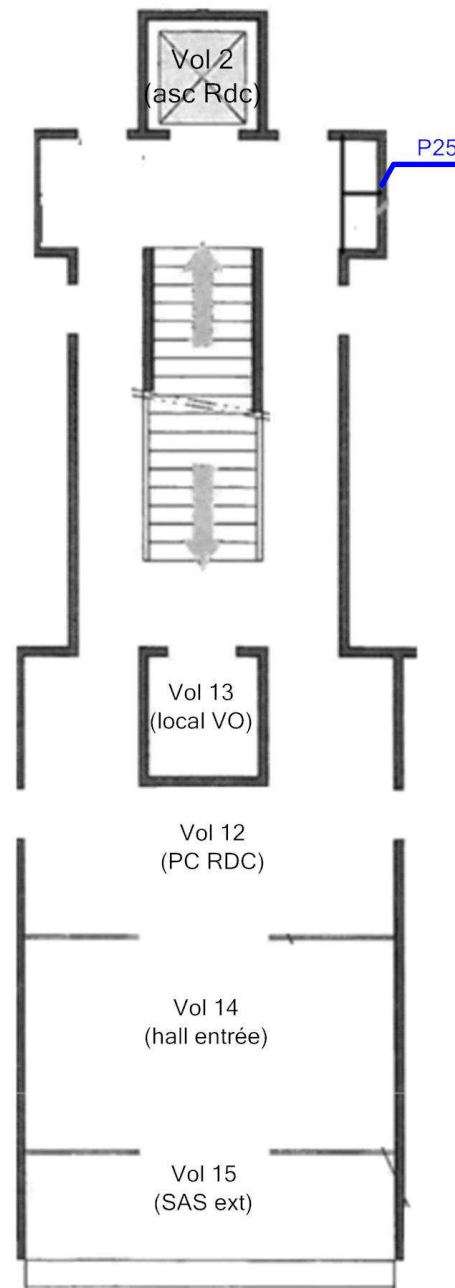 Vol 2
(asc Rdc)
P25
Vol 13
(local VO)
Vol 12
(PC RDC)
Vol 14
(hall entrée)
Vol 15
(SAS ext)